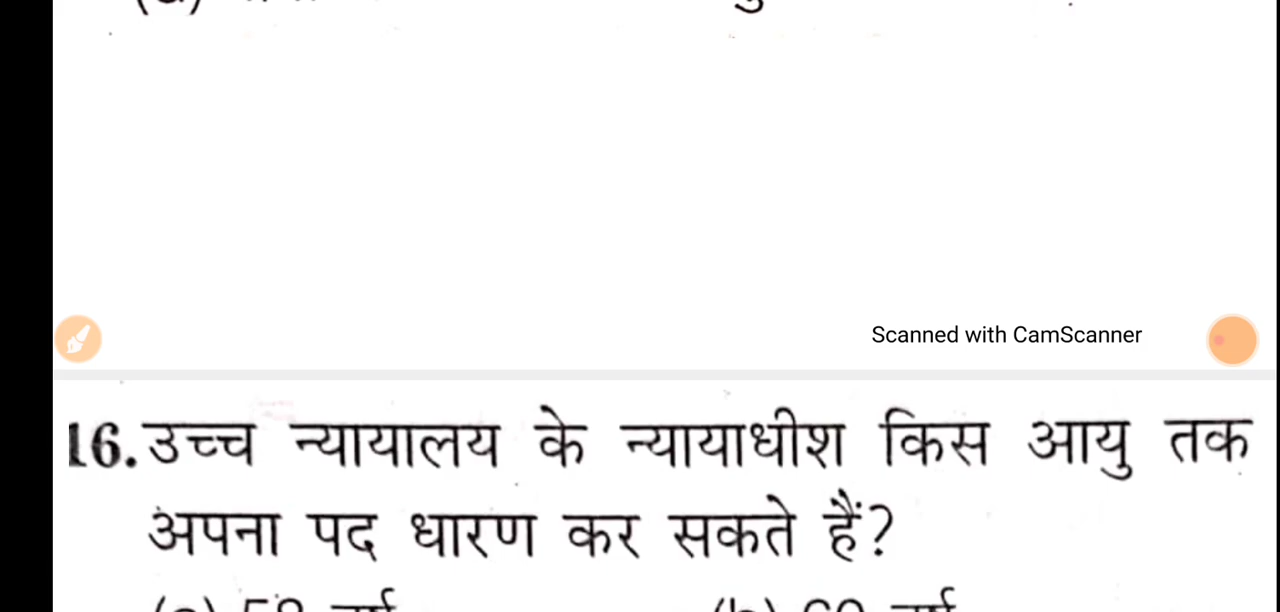 Scanned with CamScanner
16. उच्च न्यायालय के न्यायाधीश किस आयु तक
अपना पद धारण कर सकते हैं?